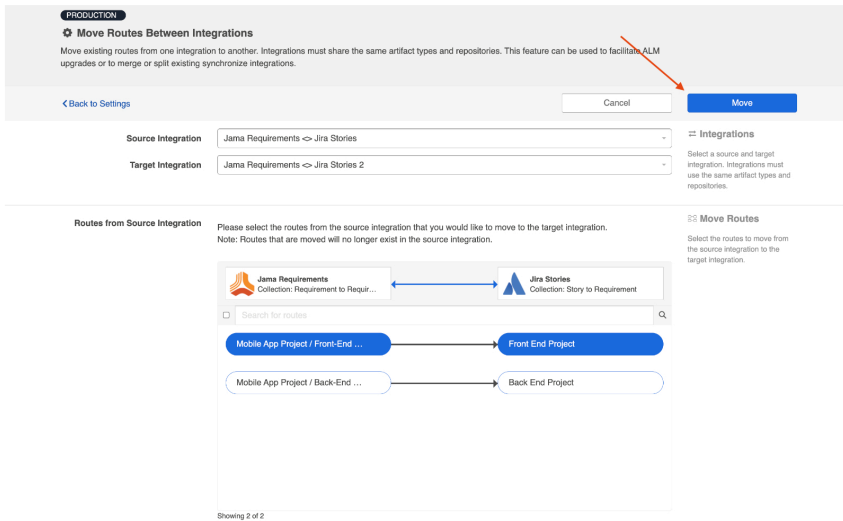 PRODUCTION
Move Routes Between Integrations
Move existing routes from one integration to another. Integrations must share the same artifact types and repositories. This feature can be used to facilitate ALM
upgrades or to merge or split existing synchronize integrations.
Back to Settings
Cancel
Move
Source Integration
Jama Requirements <> Jira Stories
Target Integration
Jama Requirements <> Jira Stories 2
Integrations
Select a source and target
integration. Integrations must
use the same artifact types and
repositories.
Routes from Source Integration
Please select the routes from the source integration that you would like to move to the target integration.
Note: Routes that are moved will no longer exist in the source integration.
Move Routes
Select the routes to move from
the source integration to the
target integration.
Jama Requirements
Collection: Requirement to Requir...
Jira Stories
Collection: Story to Requirement
Search for routes
Mobile App Project / Front-End ...
Front End Project
Mobile App Project / Back-End ...
Back End Project
Showing 2 of 2